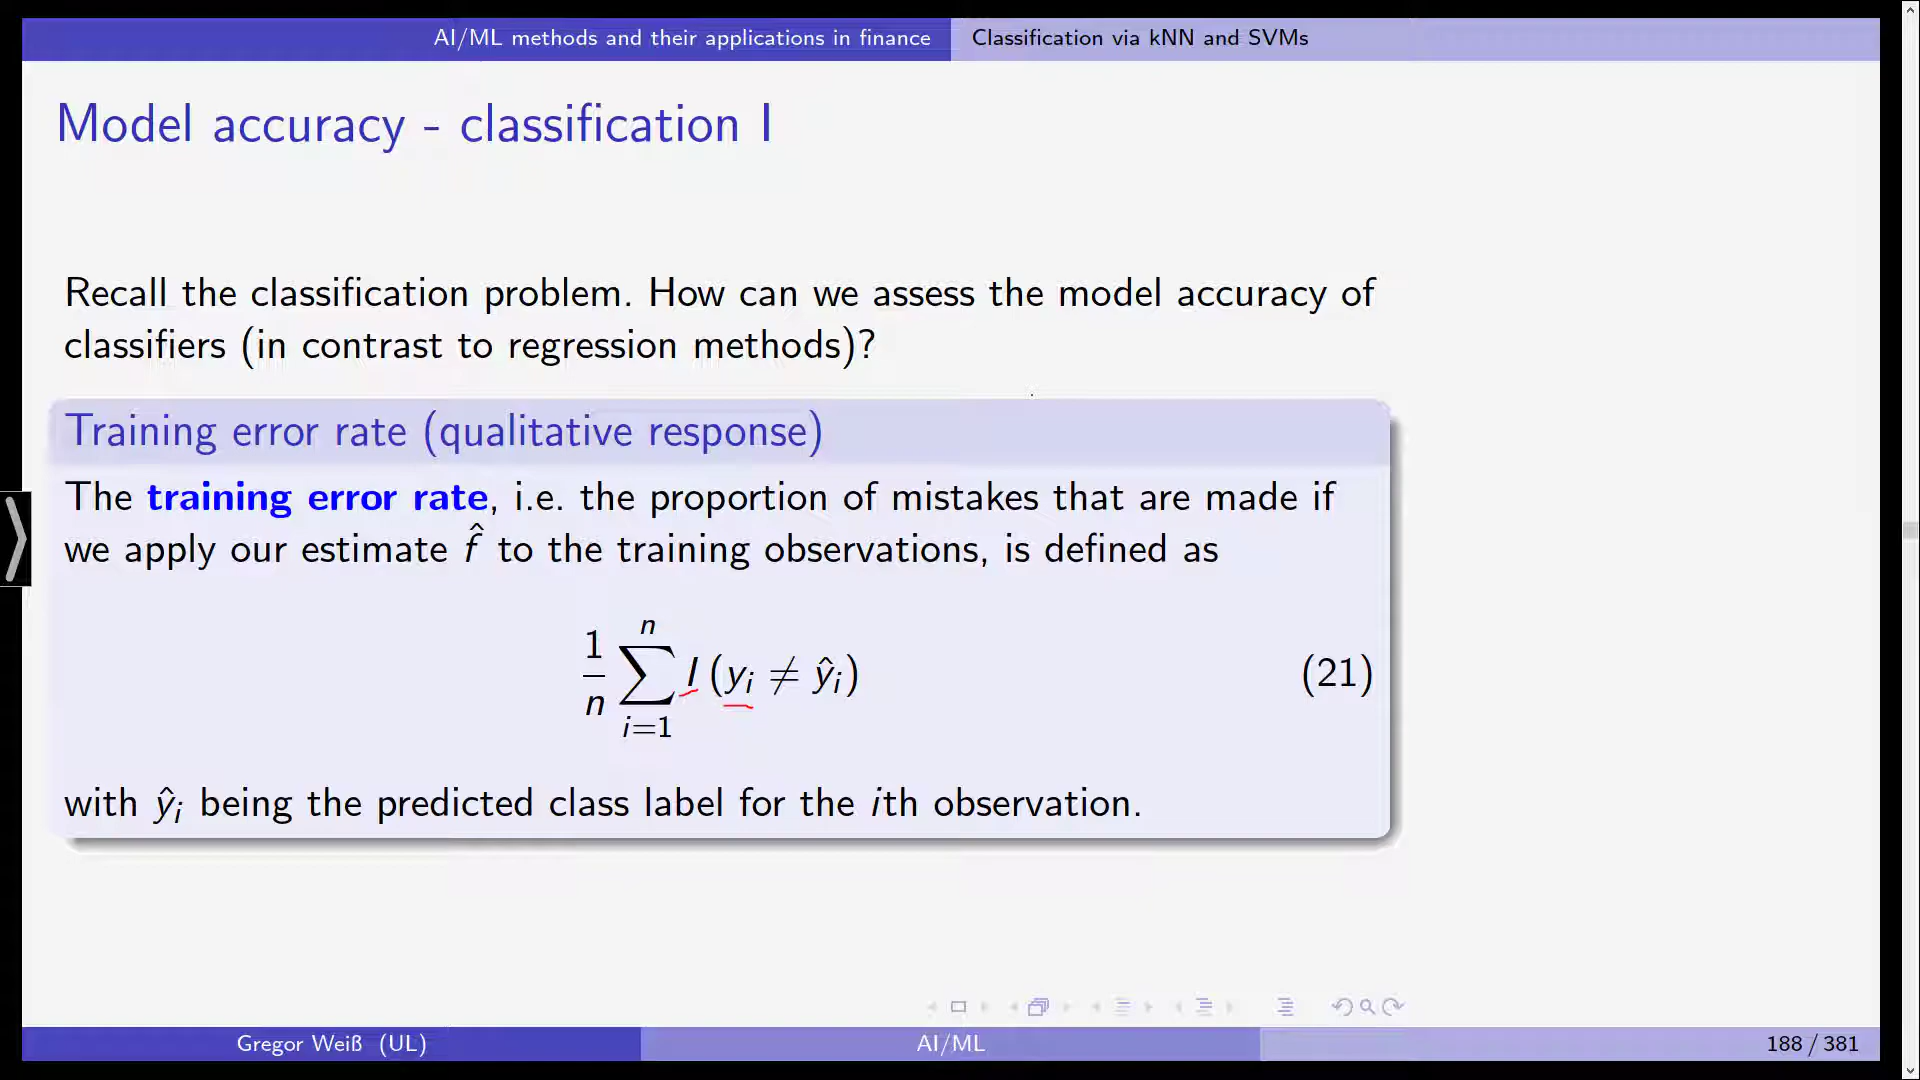 AI/ML methods and their applications in finance
Classification via kNN and SVMs
Model accuracy - classification I
Recall the classification problem. How can we assess the model accuracy of
classifiers (in contrast to regression methods)?
Training error rate (qualitative response)
The training error rate, i.e. the proportion of mistakes that are made if
we apply our estimate f̂ to the training observations, is defined as
1/n ∑_{i=1}^{n} I (y_i ≠ ŷ_i) (21)
with ŷ_i being the predicted class label for the ith observation.
Gregor Weiß (UL)
AI/ML
188 / 381